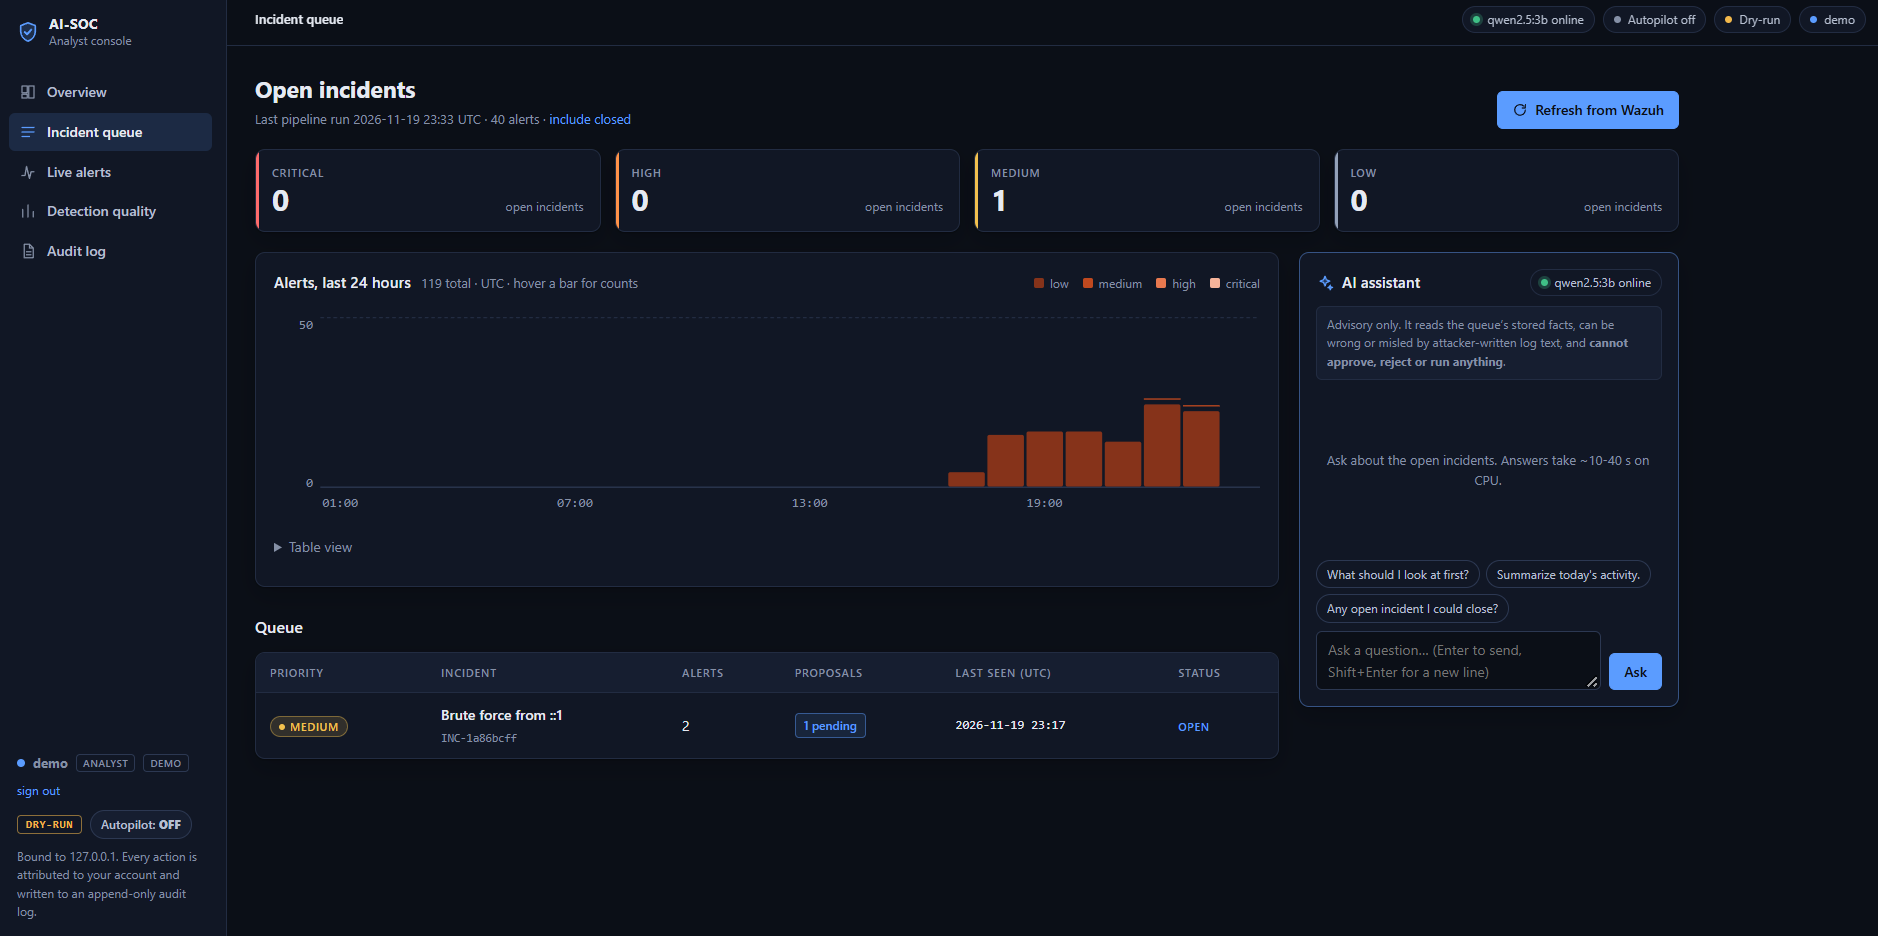 AI-SOC
Analyst console
Overview
Incident queue
Live alerts
Detection quality
Audit log
demo ANALYST DEMO
sign out
DRY-RUN Autopilot: OFF
Bound to 127.0.0.1. Every action is
attributed to your account and
written to an append-only audit
log.
Incident queue
qwen2.5:3b online Autopilot off Dry-run demo
Open incidents
Last pipeline run 2026-11-19 23:33 UTC · 40 alerts · include closed
Refresh from Wazuh
CRITICAL
0 open incidents
HIGH
0 open incidents
MEDIUM
1 open incidents
LOW
0 open incidents
Alerts, last 24 hours 119 total · UTC · hover a bar for counts
low medium high critical
50
0
01:00 07:00 13:00 19:00
Table view
Queue
PRIORITY INCIDENT ALERTS PROPOSALS LAST SEEN (UTC) STATUS
MEDIUM Brute force from ::1 2 1 pending 2026-11-19 23:17 OPEN
INC-1a86bcff
AI assistant qwen2.5:3b online
Advisory only. It reads the queue's stored facts, can be
wrong or misled by attacker-written log text, and cannot
approve, reject or run anything.
Ask about the open incidents. Answers take ~10-40 s on
CPU.
What should I look at first? Summarize today's activity.
Any open incident I could close?
Ask a question... (Enter to send,
Shift+Enter for a new line)
Ask